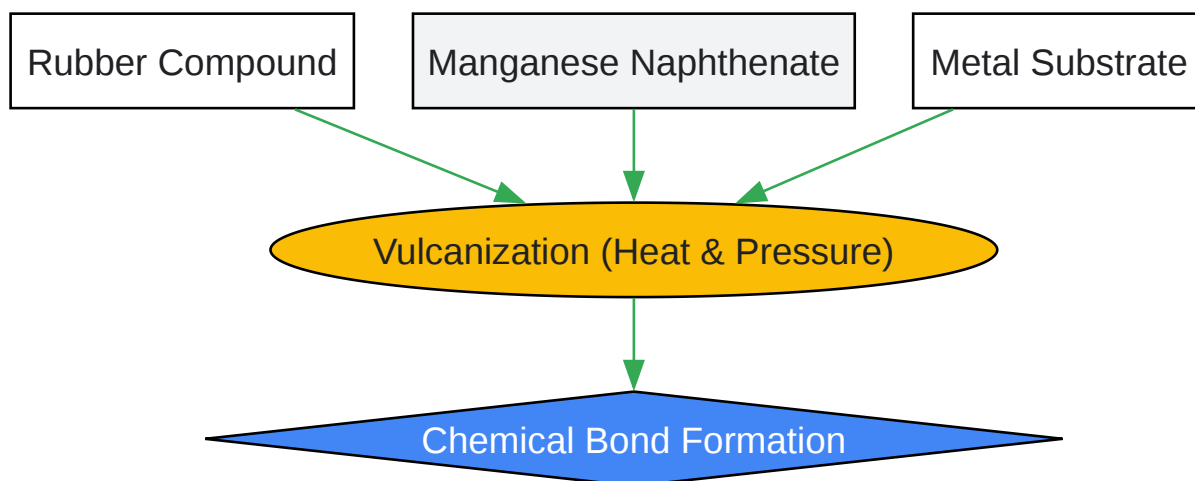 Rubber Compound
Manganese Naphthenate
Metal Substrate
Vulcanization (Heat & Pressure)
Chemical Bond Formation